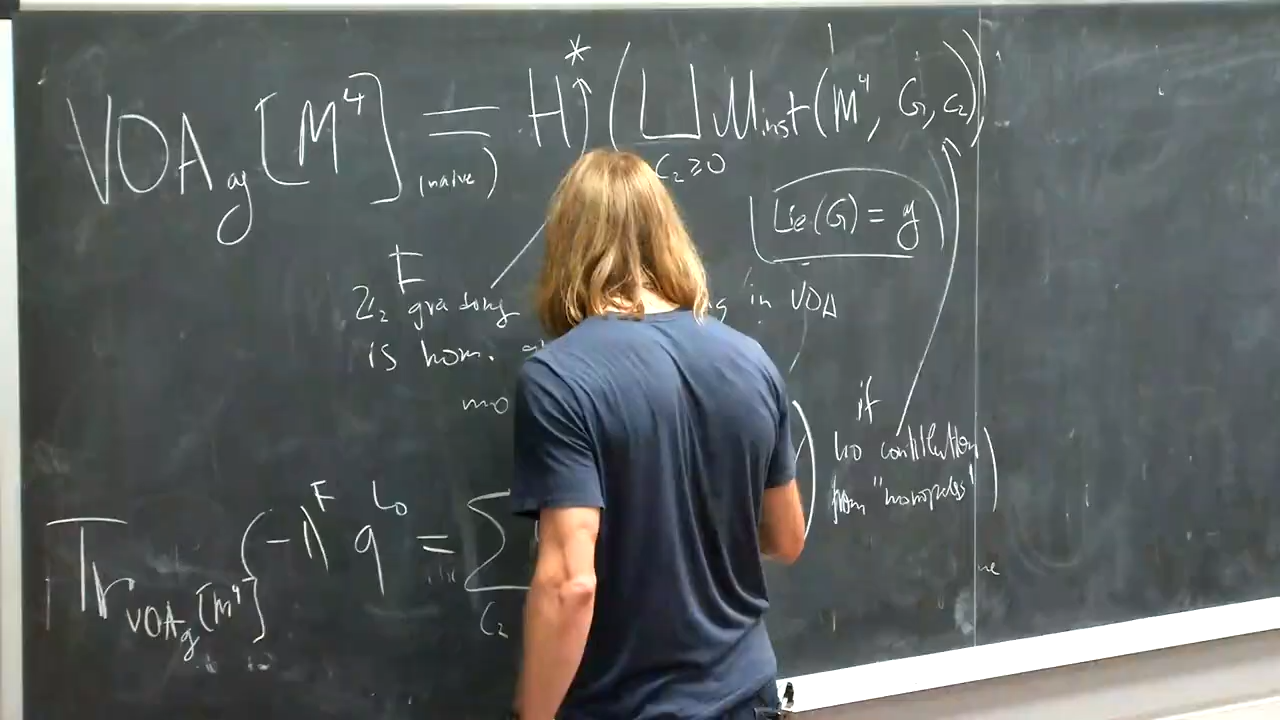 VOA_g [M^4] = (naive) H^* ( ⨆_{c_2 ≥ 0} M_inst (M^4, G, c_2) )
Lie(G) = g
F
Z_2 grading in VOA
is hom.
if
no contribution
from "monopoles" )
Tr_{VOA_g[M^4]} (-1)^F q^{L_0} = Σ_{c_2}